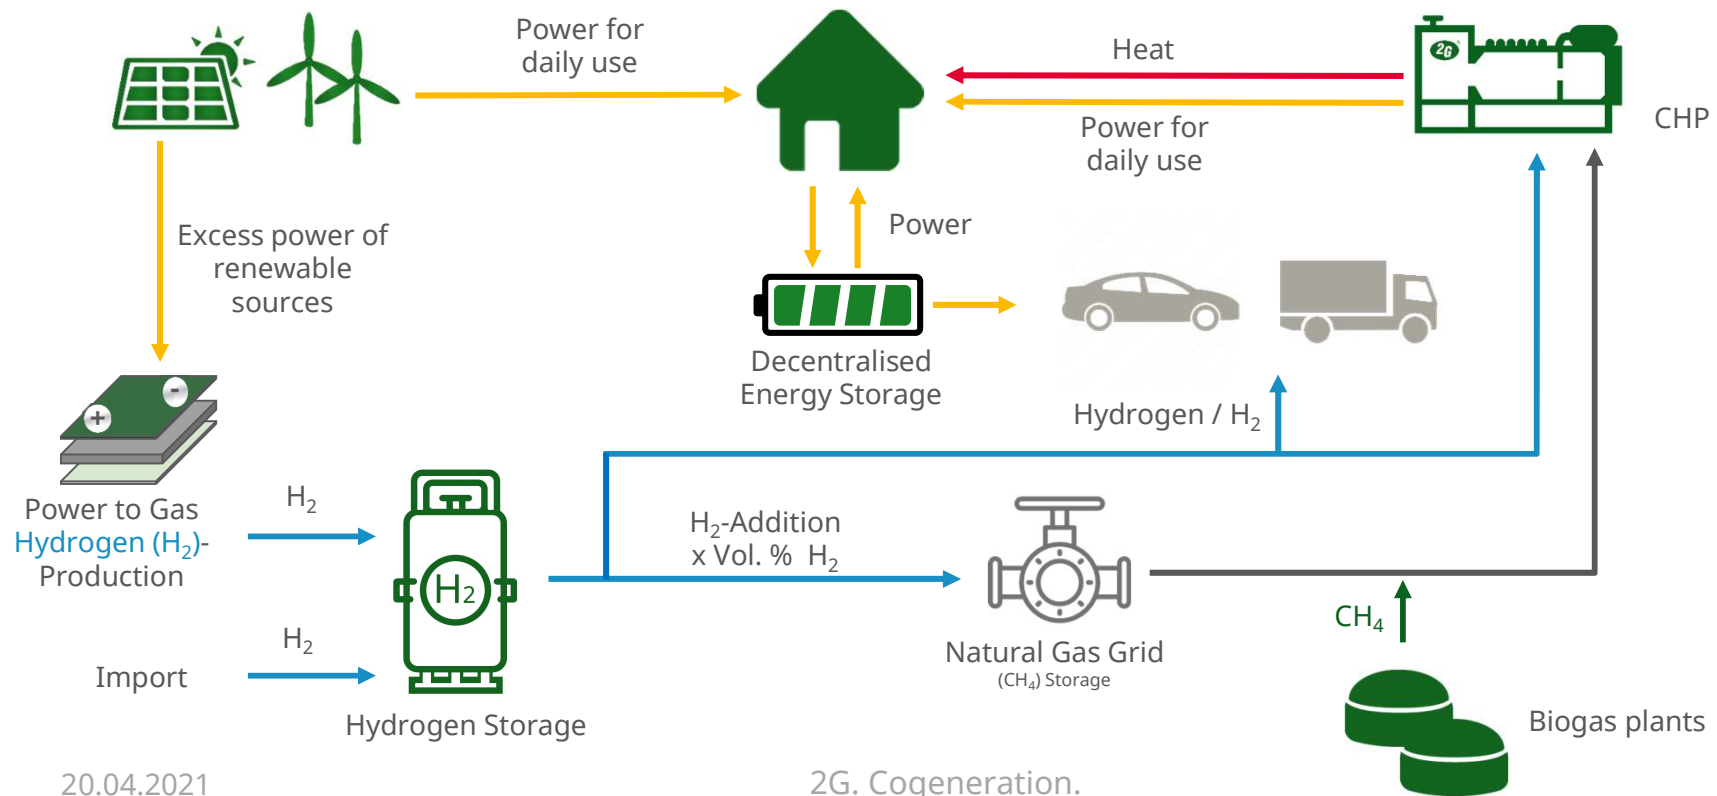 Power for
daily use
Heat
2G
CHP
Power for
daily use
Excess power of
renewable
sources
Power
Decentralised
Energy Storage
Hydrogen / H₂
-
+
Power to Gas
Hydrogen (H₂)-
Production
H₂
H₂
H₂-Addition
x Vol. % H₂
Import
H₂
Hydrogen Storage
Natural Gas Grid
(CH₄) Storage
CH₄
Biogas plants
20.04.2021
2G. Cogeneration.